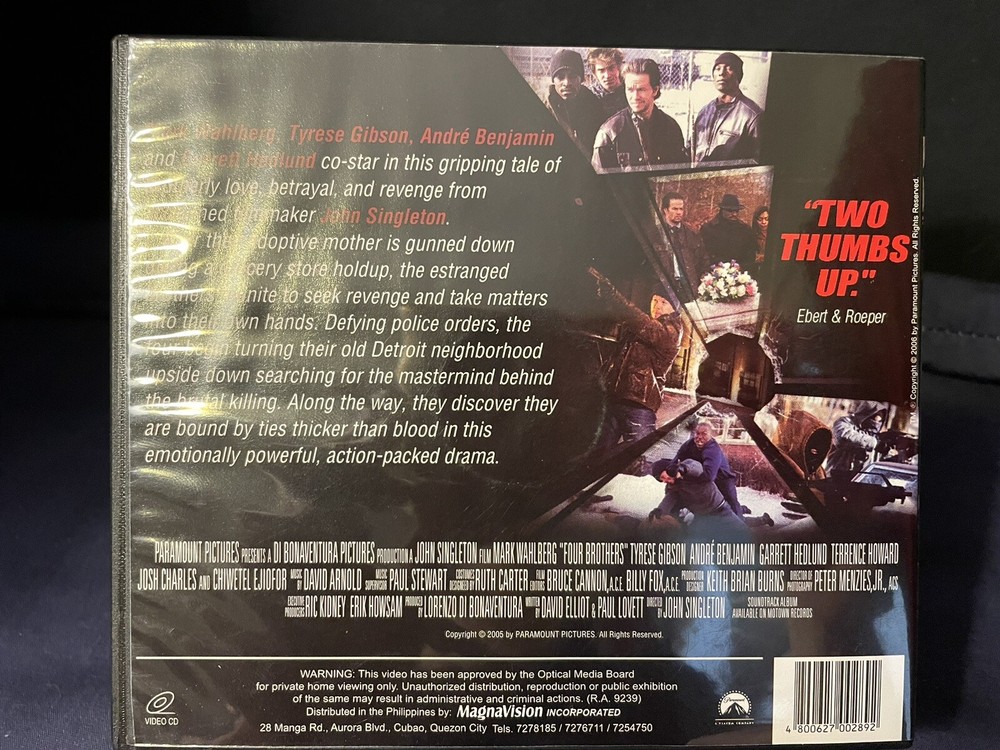 Wahlberg, Tyrese Gibson, André Benjamin
and Garrett Hedlund co-star in this gripping tale of
love, betrayal, and revenge from
John Singleton.
adoptive mother is gunned down
grocery store holdup, the estranged
unite to seek revenge and take matters
into their own hands. Defying police orders, the
four begin turning their old Detroit neighborhood
upside down searching for the mastermind behind
the brutal killing. Along the way, they discover they
are bound by ties thicker than blood in this
emotionally powerful, action-packed drama.
"TWO
THUMBS
UP."
Ebert & Roeper
TM ® Copyright © 2006 by Paramount Pictures. All Rights Reserved.
PARAMOUNT PICTURES PRESENTS A DI BONAVENTURA PICTURES PRODUCTION A JOHN SINGLETON FILM MARK WAHLBERG "FOUR BROTHERS" TYRESE GIBSON ANDRÉ BENJAMIN GARRETT HEDLUND TERRENCE HOWARD
JOSH CHARLES AND CHIWETEL EJIOFOR MUSIC BY DAVID ARNOLD MUSIC SUPERVISOR PAUL STEWART COSTUMES DESIGNED BY RUTH CARTER FILM EDITORS BRUCE CANNON, A.C.E. BILLY FOX, A.C.E. PRODUCTION DESIGNER KEITH BRIAN BURNS DIRECTOR OF PHOTOGRAPHY PETER MENZIES, JR., ACS
EXECUTIVE PRODUCERS RIC KIDNEY ERIK HOWSAM PRODUCED BY LORENZO DI BONAVENTURA WRITTEN BY DAVID ELLIOT & PAUL LOVETT DIRECTED BY JOHN SINGLETON SOUNDTRACK ALBUM AVAILABLE ON MOTOWN RECORDS
Copyright © 2005 by PARAMOUNT PICTURES. All Rights Reserved.
WARNING: This video has been approved by the Optical Media Board
for private home viewing only. Unauthorized distribution, reproduction or public exhibition
of the same may result in administrative and criminal actions. (R.A. 9239)
Distributed in the Philippines by: MagnaVision INCORPORATED
28 Manga Rd., Aurora Blvd., Cubao, Quezon City Tels. 7278185 / 7276711 / 7254750
VIDEO CD
4 800627 002892